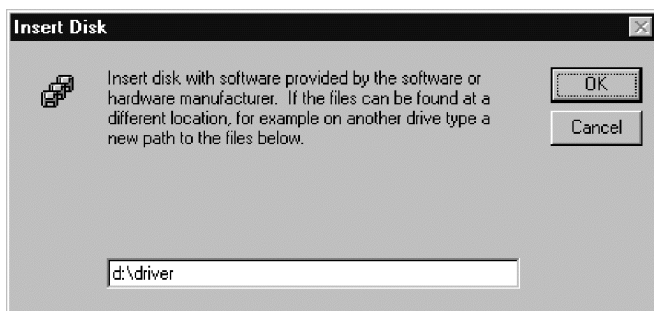 Insert Disk
Insert disk with software provided by the software or
hardware manufacturer.  If the files can be found at a
different location, for example on another drive type a
new path to the files below.
OK
Cancel
d:\driver